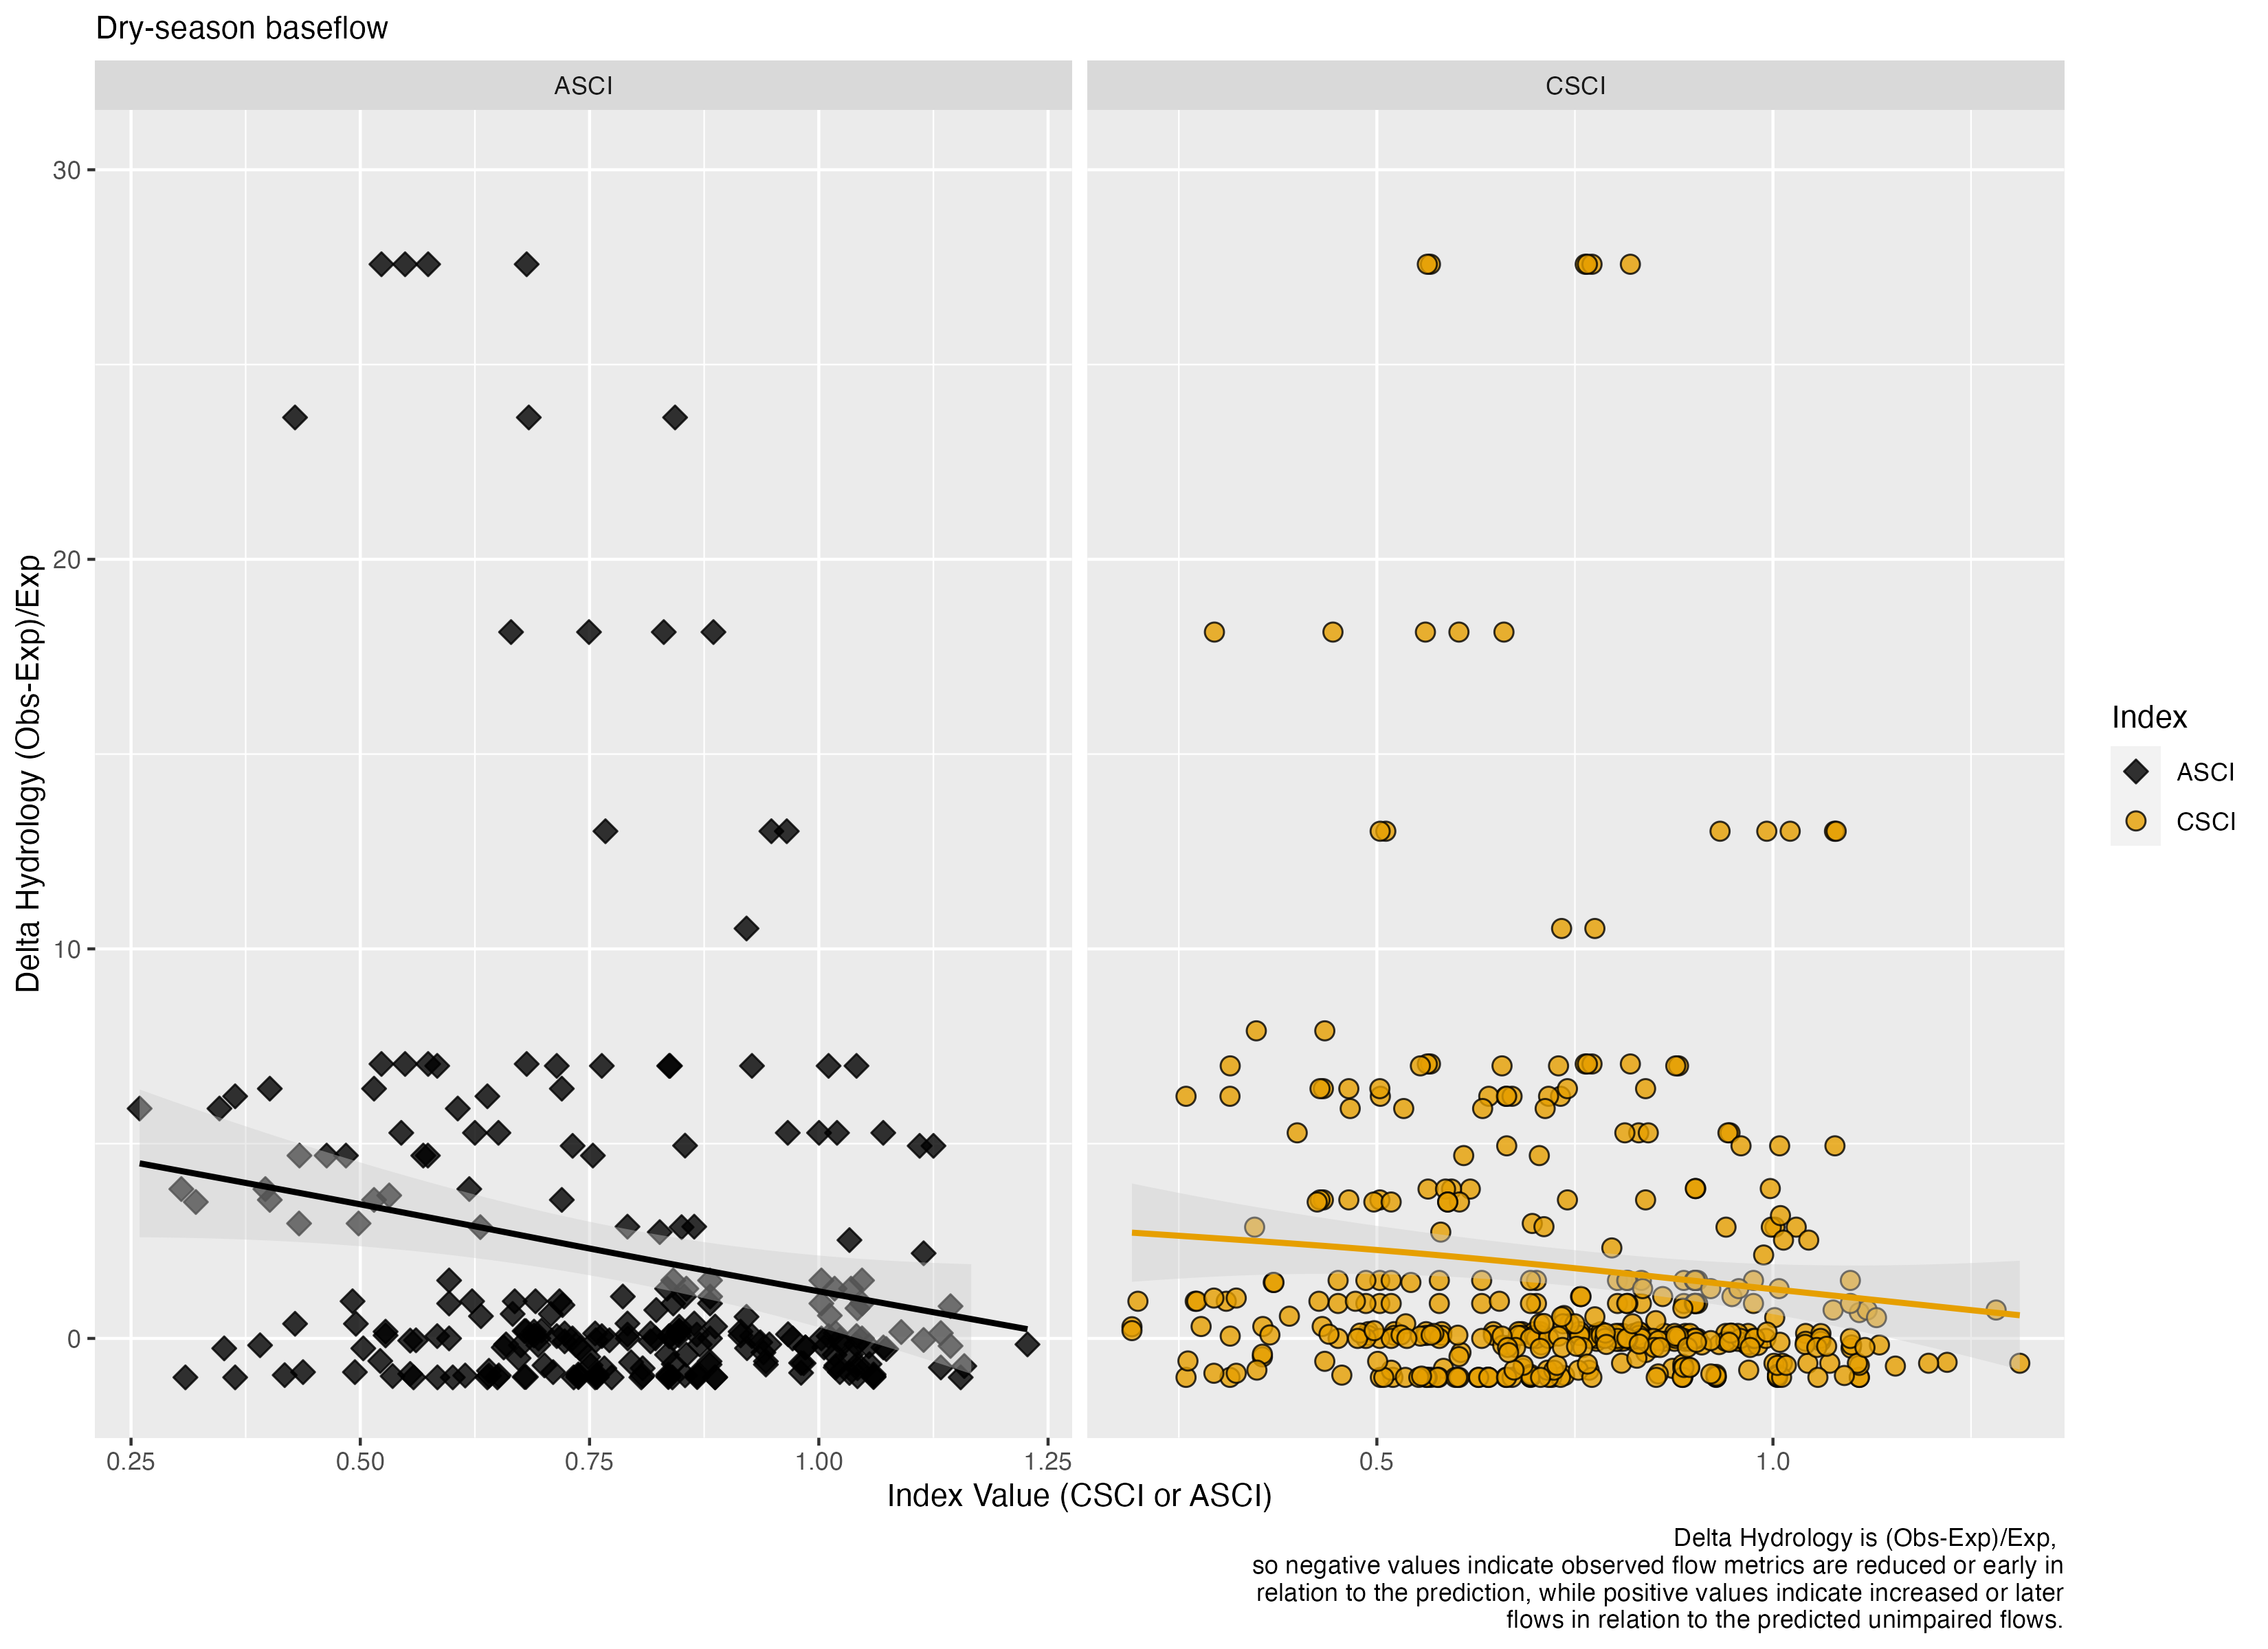 Dry-season baseflow
ASCI
CSCI
Delta Hydrology (Obs-Exp)/Exp
30
20
10
0
0.25
0.50
0.75
1.00
1.25
0.5
1.0
Index Value (CSCI or ASCI)
Index
ASCI
CSCI
Delta Hydrology is (Obs-Exp)/Exp,
so negative values indicate observed flow metrics are reduced or early in
relation to the prediction, while positive values indicate increased or later
flows in relation to the predicted unimpaired flows.